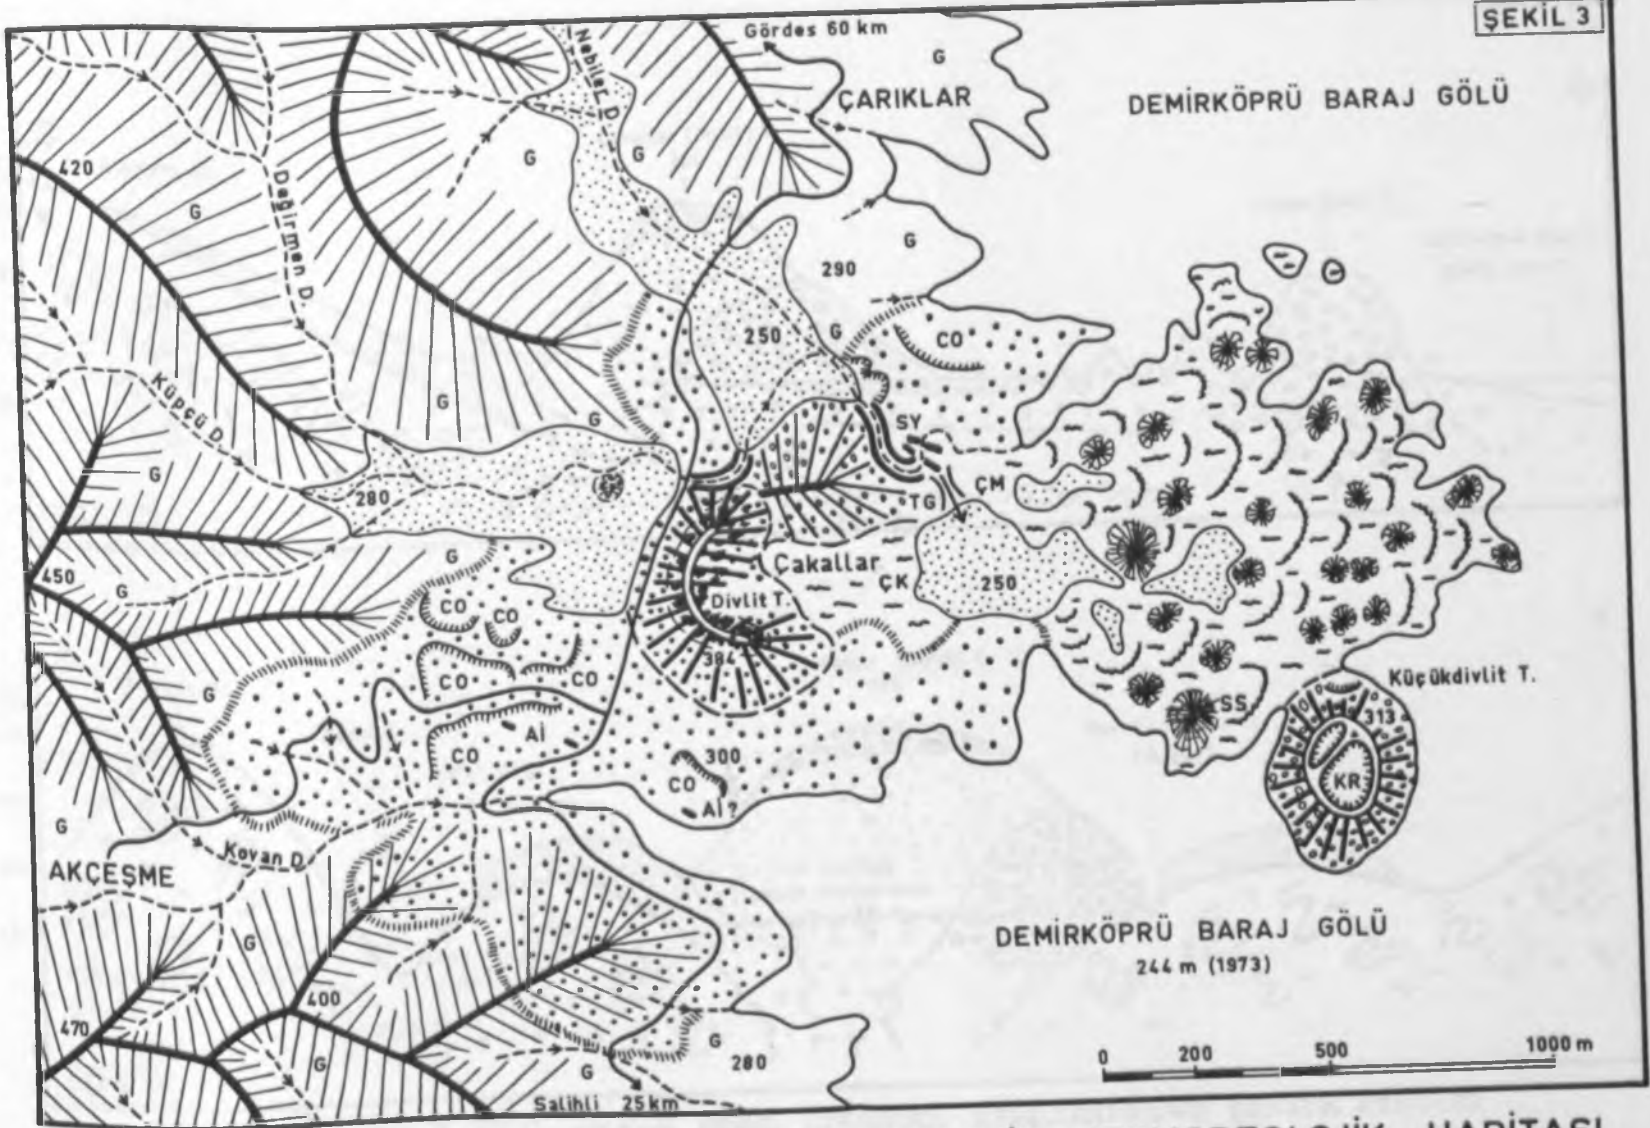 ŞEKİL 3
Gördes 60 km
G
ÇARIKLAR
DEMİRKÖPRÜ BARAJ GÖLÜ
Nebiler D.
G
G
420
G
Değirmen D.
G
290
250
G
CO
Küpçü D.
G
G
SY
G
280
ÇM
TG
Çakallar
ÇK
250
G
450
G
Divlit T.
CO
CO
384
CO
CO
G
Küçükdivlit T.
313
SS
Aİ
CO
300
CO
KR
Aİ?
G
Kovan D.
AKÇEŞME
G
DEMİRKÖPRÜ BARAJ GÖLÜ
244 m (1973)
400
470
G
G
280
G
Salihli 25 km
0 200 500 1000 m
HARİTASI